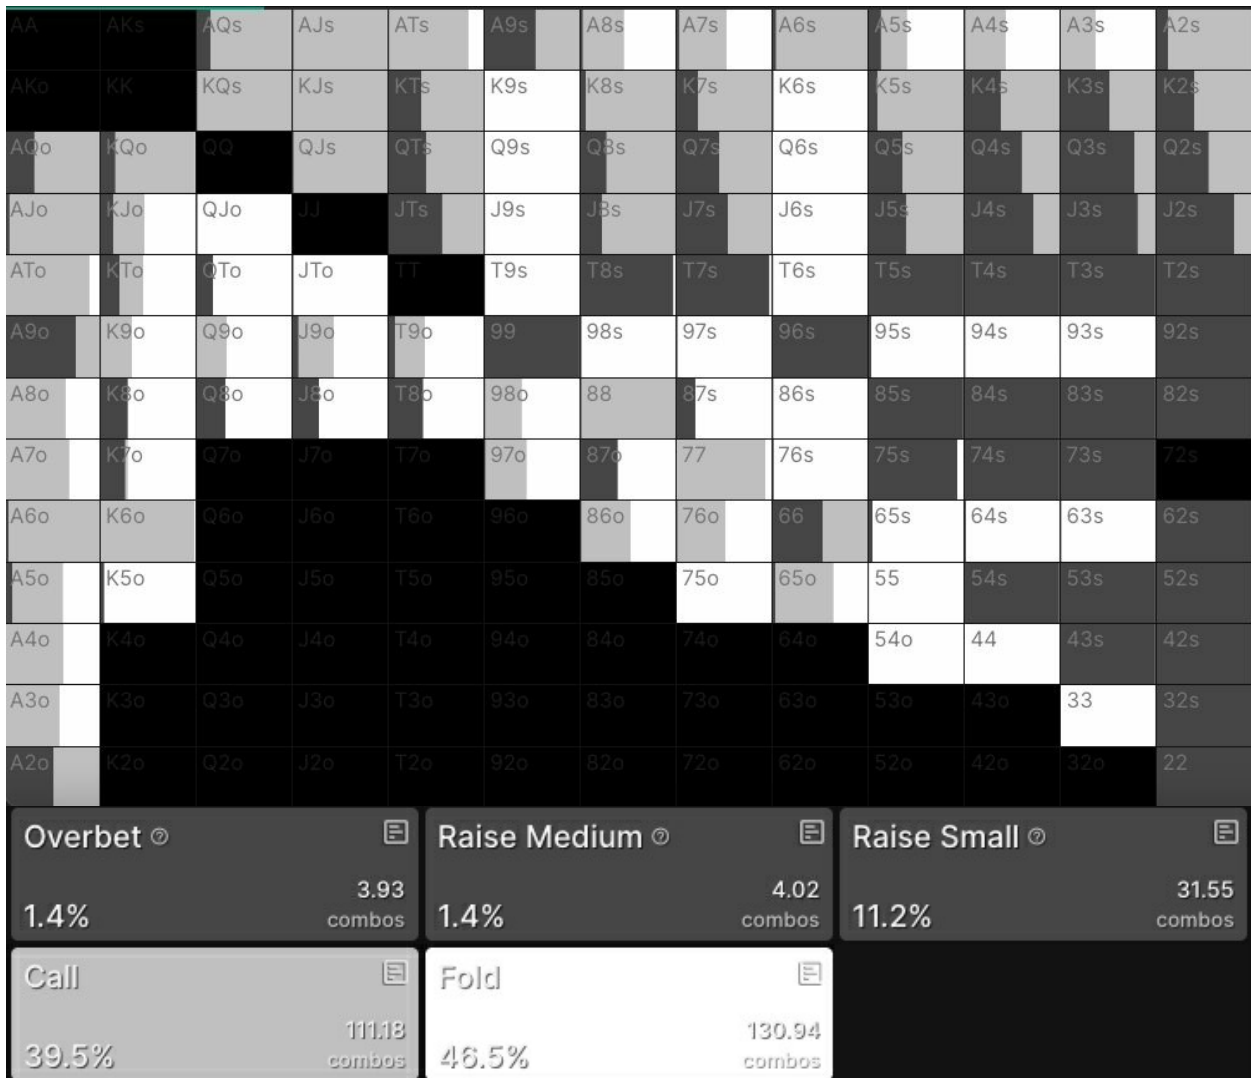 AA AKs AQs AJs ATs A9s A8s A7s A6s A5s A4s A3s A2s
AKo KK KQs KJs KTs K9s K8s K7s K6s K5s K4s K3s K2s
AQo KQo QQ QJs QTs Q9s Q8s Q7s Q6s Q5s Q4s Q3s Q2s
AJo KJo QJo JJ JTs J9s J8s J7s J6s J5s J4s J3s J2s
ATo KTo QTo JTo TT T9s T8s T7s T6s T5s T4s T3s T2s
A9o K9o Q9o J9o T9o 99 98s 97s 96s 95s 94s 93s 92s
A8o K8o Q8o J8o T8o 98o 88 87s 86s 85s 84s 83s 82s
A7o K7o Q7o J7o T7o 97o 87o 77 76s 75s 74s 73s 72s
A6o K6o Q6o J6o T6o 96o 86o 76o 66 65s 64s 63s 62s
A5o K5o Q5o J5o T5o 95o 85o 75o 65o 55 54s 53s 52s
A4o K4o Q4o J4o T4o 94o 84o 74o 64o 54o 44 43s 42s
A3o K3o Q3o J3o T3o 93o 83o 73o 63o 53o 43o 33 32s
A2o K2o Q2o J2o T2o 92o 82o 72o 62o 52o 42o 32o 22
Overbet ? Raise Medium ? Raise Small ?
3.93 4.02 31.55
1.4% combos 1.4% combos 11.2% combos
Call Fold
111.18 130.94
39.5% combos 46.5% combos